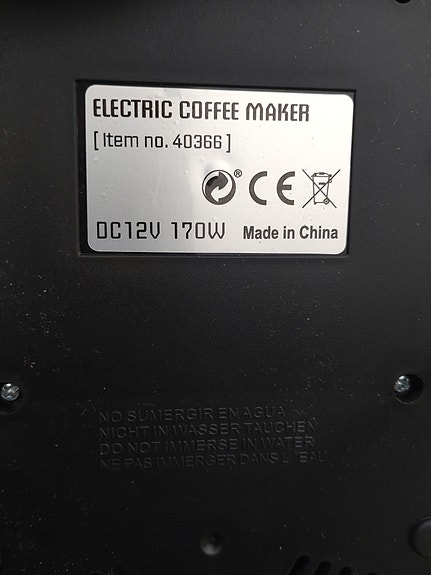 ELECTRIC COFFEE MAKER
[ Item no. 40366 ]
® CE
DC12V 170W Made in China
NO SUMERGIR EN AGUA
NICHT IN WASSER TAUCHEN
DO NOT IMMERSE IN WATER
NE PAS IMMERGER DANS L'EAU